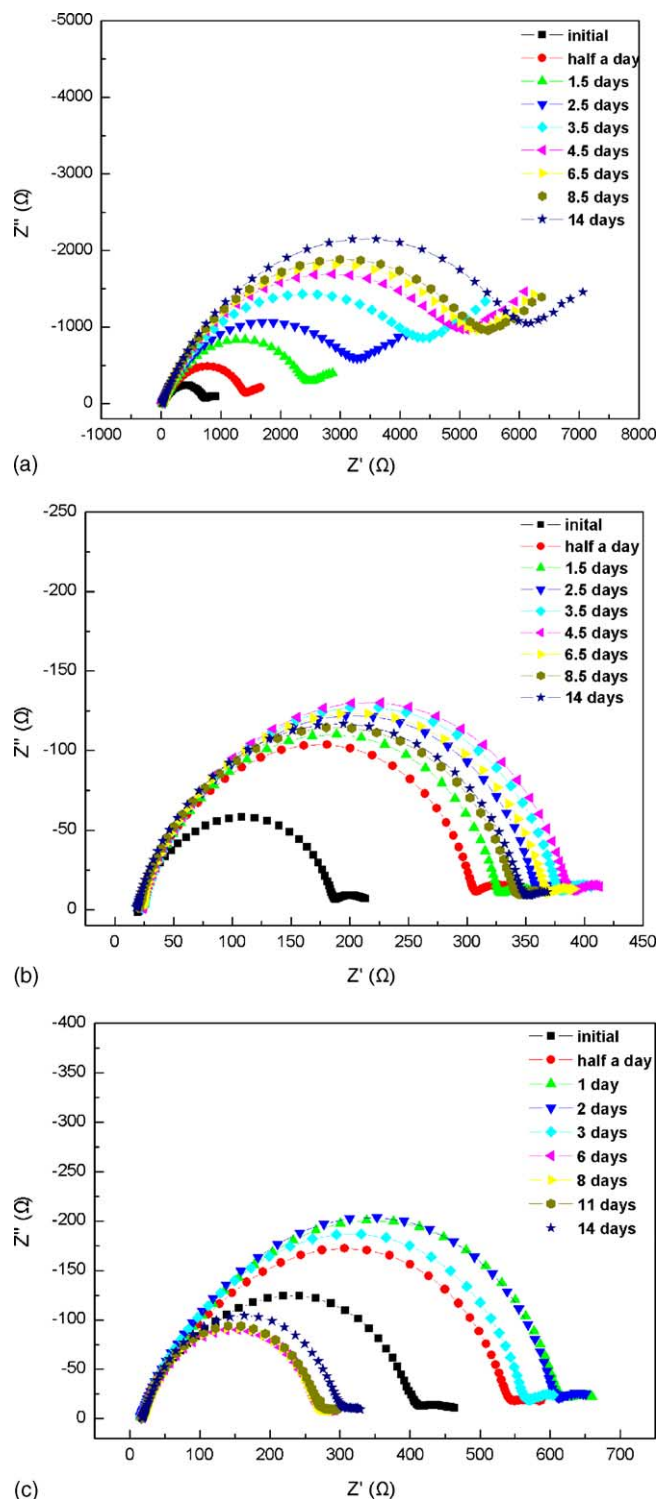 -5000
-4000
-3000
-2000
-1000
0
Z'' (Ω)
initial
half a day
1.5 days
2.5 days
3.5 days
4.5 days
6.5 days
8.5 days
14 days
-1000 0 1000 2000 3000 4000 5000 6000 7000 8000
(a)
Z' (Ω)
-250
-200
-150
-100
-50
0
Z'' (Ω)
inital
half a day
1.5 days
2.5 days
3.5 days
4.5 days
6.5 days
8.5 days
14 days
0 50 100 150 200 250 300 350 400 450
(b)
Z' (Ω)
-400
-350
-300
-250
-200
-150
-100
-50
0
Z'' (Ω)
initial
half a day
1 day
2 days
3 days
6 days
8 days
11 days
14 days
0 100 200 300 400 500 600 700
(c)
Z' (Ω)